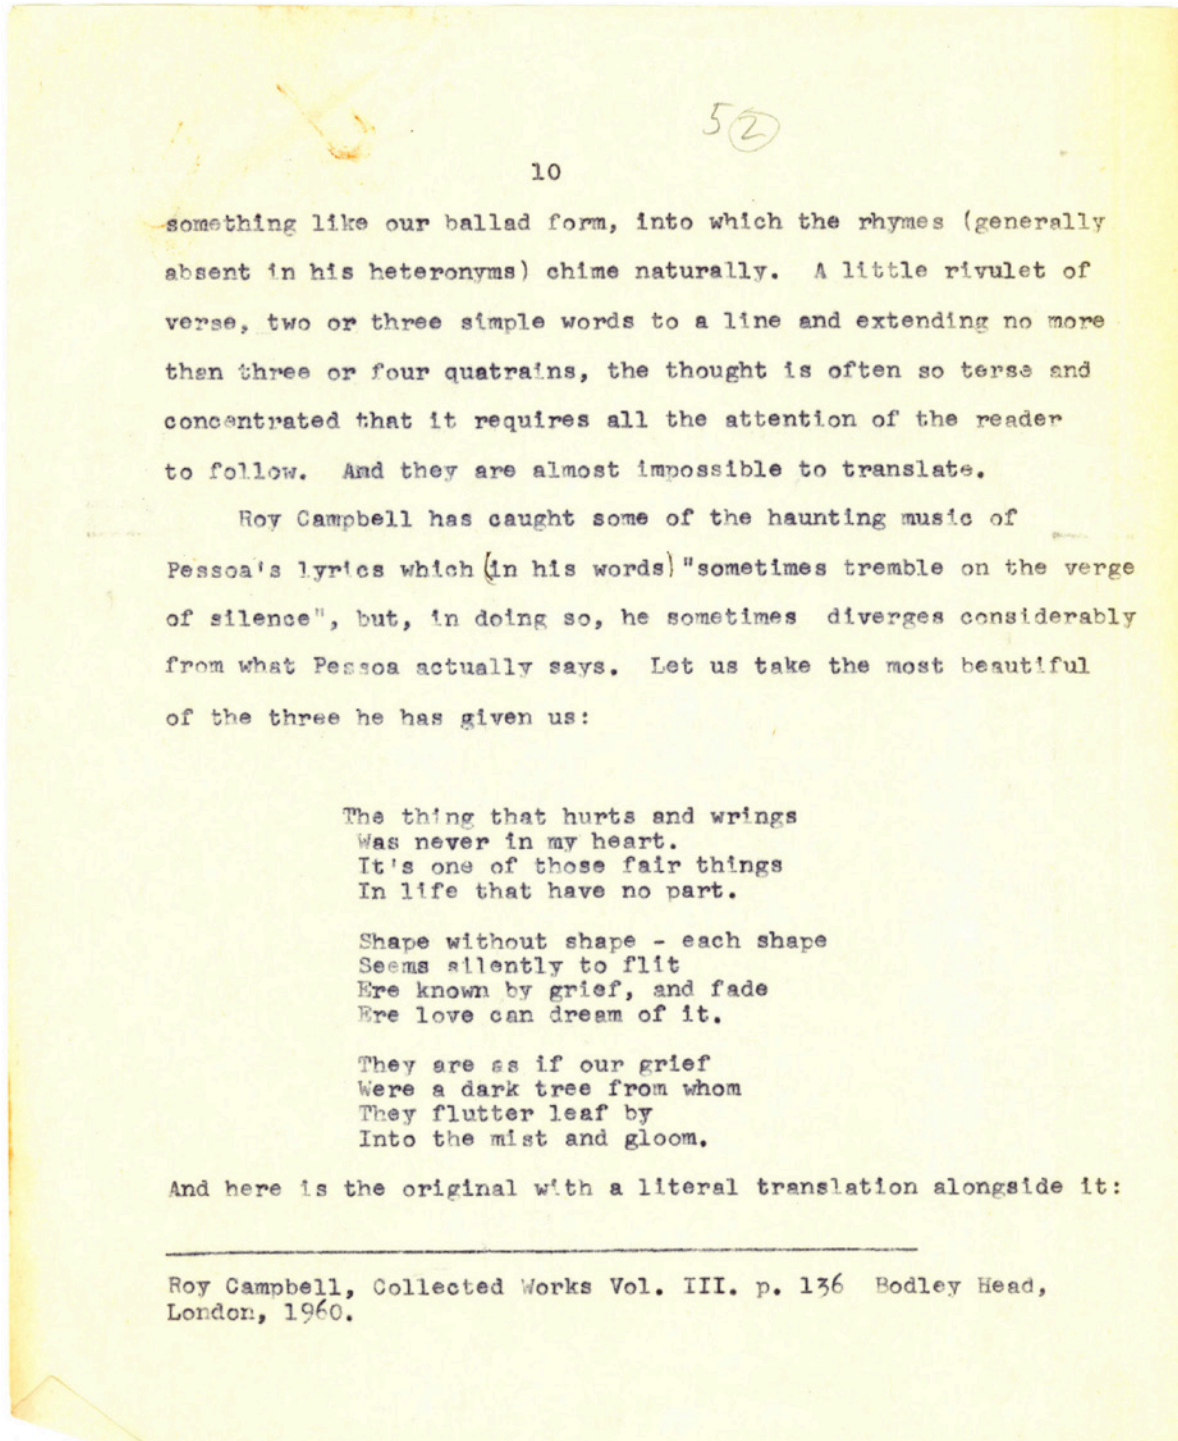 5 2
10
something like our ballad form, into which the rhymes (generally
absent in his heteronyms) chime naturally. A little rivulet of
verse, two or three simple words to a line and extending no more
than three or four quatrains, the thought is often so terse and
concentrated that it requires all the attention of the reader
to follow. And they are almost impossible to translate.
Roy Campbell has caught some of the haunting music of
Pessoa's lyrics which (in his words) "sometimes tremble on the verge
of silence", but, in doing so, he sometimes diverges considerably
from what Pessoa actually says. Let us take the most beautiful
of the three he has given us:
The thing that hurts and wrings
Was never in my heart.
It's one of those fair things
In life that have no part.
Shape without shape - each shape
Seems silently to flit
Ere known by grief, and fade
Ere love can dream of it.
They are as if our grief
Were a dark tree from whom
They flutter leaf by
Into the mist and gloom.
And here is the original with a literal translation alongside it:
Roy Campbell, Collected Works Vol. III. p. 136 Bodley Head,
London, 1960.